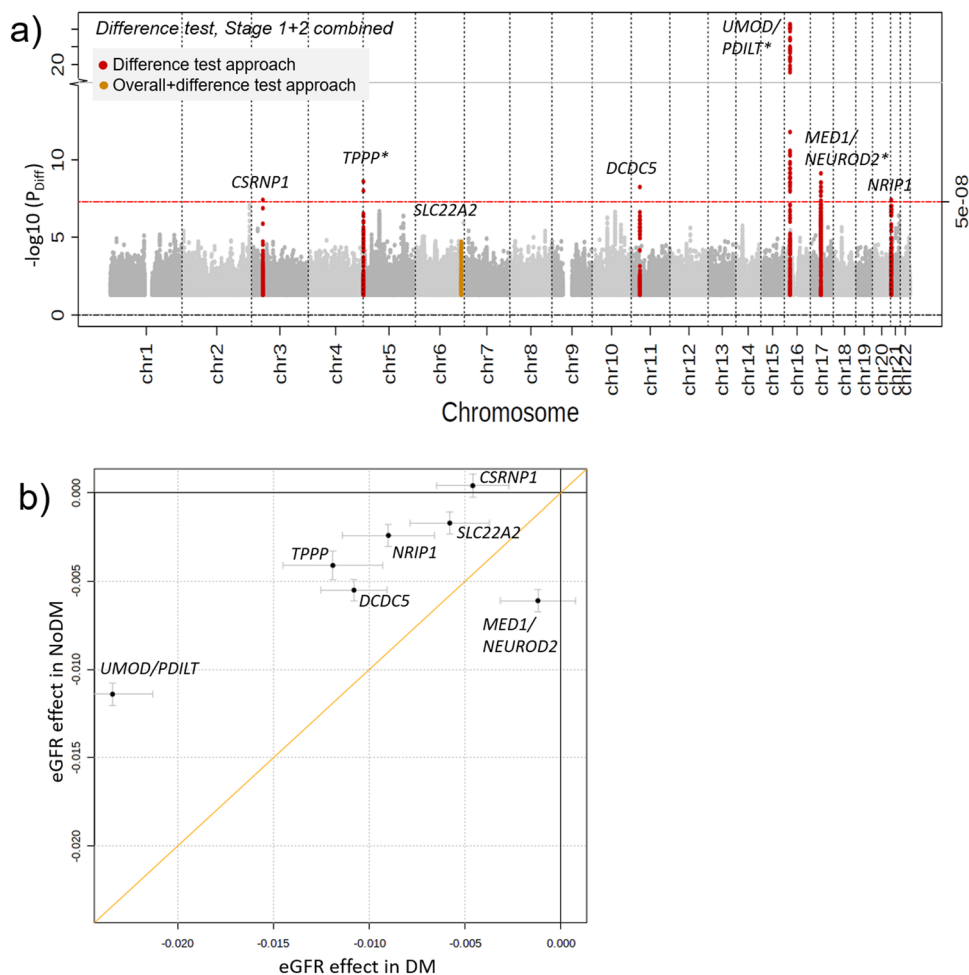 a)
Difference test, Stage 1+2 combined
Difference test approach
Overall+difference test approach
UMOD/
PDILT*
CSRNP1
TPPP*
SLC22A2
DCDC5
MED1/
NEUROD2*
NRIP1
20
10
5
0
-log10 (PDiff)
5e-08
chr1
chr2
chr3
chr4
chr5
chr6
chr7
chr8
chr9
chr10
chr11
chr12
chr13
chr14
chr15
chr16
chr17
chr18
chr19
chr20
chr21
chr22
Chromosome
b)
CSRNP1
SLC22A2
NRIP1
TPPP
DCDC5
MED1/
NEUROD2
UMOD/PDILT
0.000
-0.005
-0.010
-0.015
-0.020
eGFR effect in NoDM
-0.020
-0.015
-0.010
-0.005
0.000
eGFR effect in DM